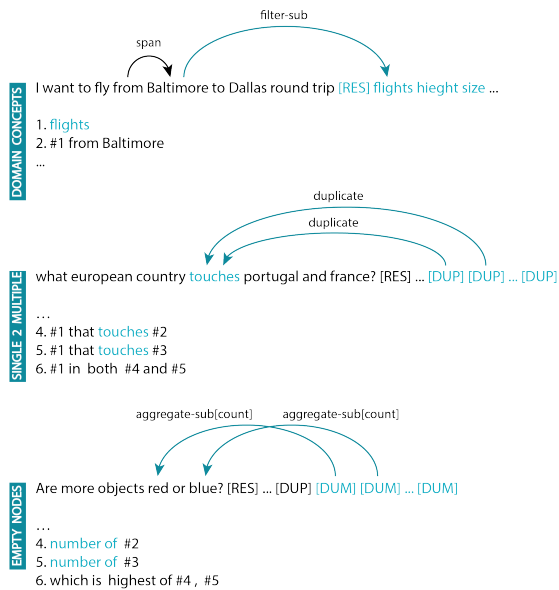 filter-sub
span
DOMAIN CONCEPTS
I want to fly from Baltimore to Dallas round trip [RES] flights hieght size ...
1. flights
2. #1 from Baltimore
...
duplicate
duplicate
SINGLE 2 MULTIPLE
what european country touches portugal and france? [RES] ... [DUP] [DUP] ... [DUP]
...
4. #1 that touches #2
5. #1 that touches #3
6. #1 in both #4 and #5
aggregate-sub[count] aggregate-sub[count]
EMPTY NODES
Are more objects red or blue? [RES] ... [DUP] [DUM] [DUM] ... [DUM]
...
4. number of #2
5. number of #3
6. which is highest of #4 , #5